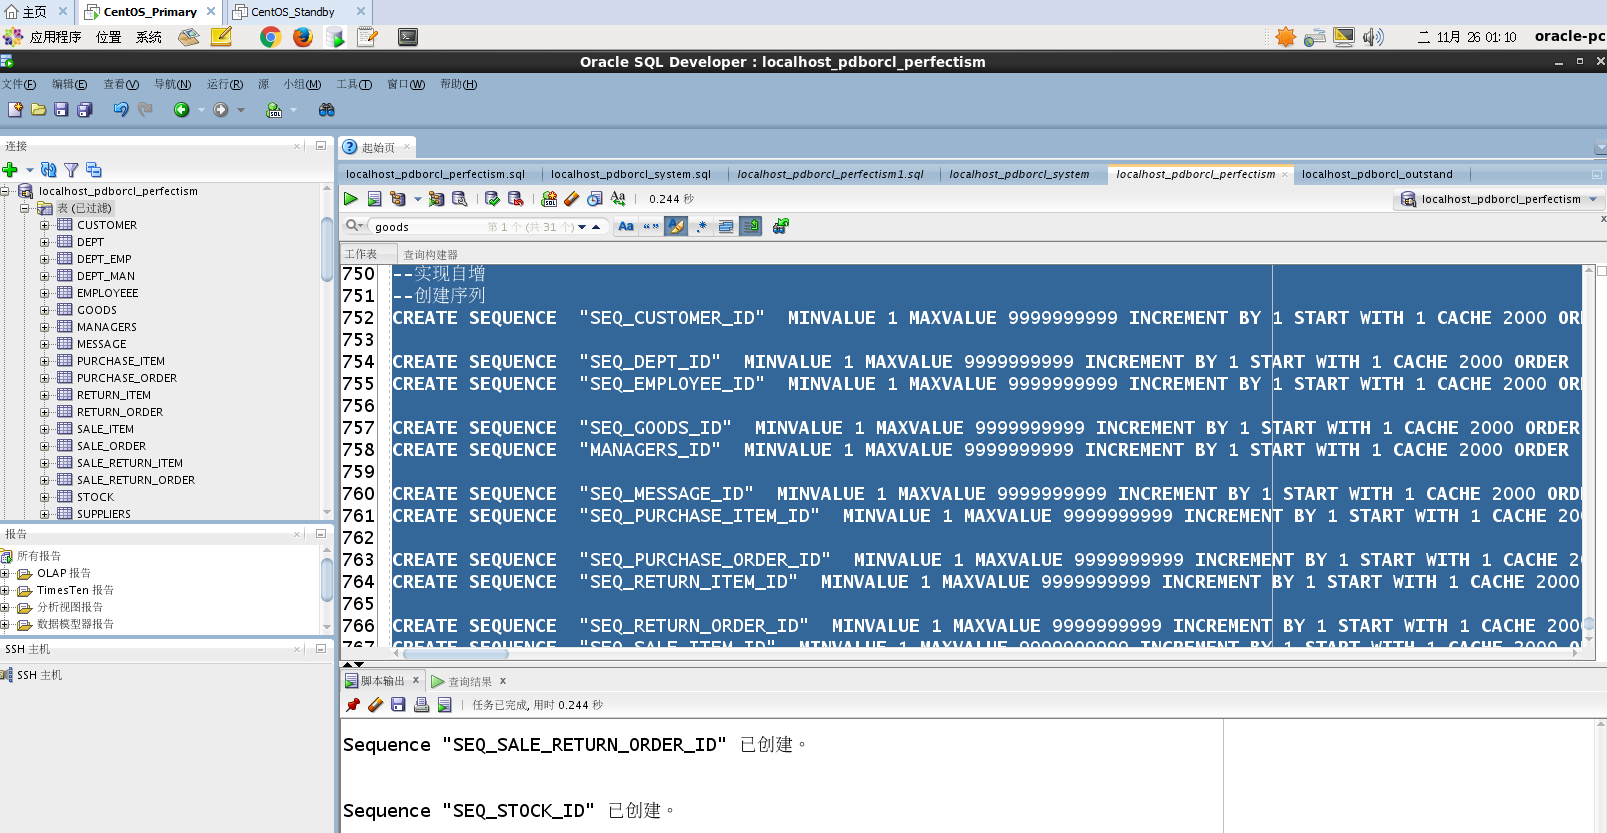 主页
CentOS_Primary
CentOS_Standby
应用程序 位置 系统
二 11月 26 01:10 oracle-pc
Oracle SQL Developer : localhost_pdborcl_perfectism
文件(F) 编辑(E) 查看(V) 导航(N) 运行(R) 源 小组(M) 工具(T) 窗口(W) 帮助(H)
连接
localhost_pdborcl_perfectism
表 (已过滤)
CUSTOMER
DEPT
DEPT_EMP
DEPT_MAN
EMPLOYEEE
GOODS
MANAGERS
MESSAGE
PURCHASE_ITEM
PURCHASE_ORDER
RETURN_ITEM
RETURN_ORDER
SALE_ITEM
SALE_ORDER
SALE_RETURN_ITEM
SALE_RETURN_ORDER
STOCK
SUPPLIERS
报告
所有报告
OLAP 报告
TimesTen 报告
分析视图报告
数据模型器报告
SSH 主机
SSH 主机
起始页
localhost_pdborcl_perfectism.sql localhost_pdborcl_system.sql localhost_pdborcl_perfectism1.sql localhost_pdborcl_system localhost_pdborcl_perfectism localhost_pdborcl_outstand
0.244 秒
localhost_pdborcl_perfectism
goods 第 1 个 (共 31 个)
工作表 查询构建器
750 --实现自增
751 --创建序列
752 CREATE SEQUENCE "SEQ_CUSTOMER_ID" MINVALUE 1 MAXVALUE 9999999999 INCREMENT BY 1 START WITH 1 CACHE 2000 OR
753
754 CREATE SEQUENCE "SEQ_DEPT_ID" MINVALUE 1 MAXVALUE 9999999999 INCREMENT BY 1 START WITH 1 CACHE 2000 ORDER
755 CREATE SEQUENCE "SEQ_EMPLOYEE_ID" MINVALUE 1 MAXVALUE 9999999999 INCREMENT BY 1 START WITH 1 CACHE 2000 OR
756
757 CREATE SEQUENCE "SEQ_GOODS_ID" MINVALUE 1 MAXVALUE 9999999999 INCREMENT BY 1 START WITH 1 CACHE 2000 ORDER
758 CREATE SEQUENCE "MANAGERS_ID" MINVALUE 1 MAXVALUE 9999999999 INCREMENT BY 1 START WITH 1 CACHE 2000 ORDER
759
760 CREATE SEQUENCE "SEQ_MESSAGE_ID" MINVALUE 1 MAXVALUE 9999999999 INCREMENT BY 1 START WITH 1 CACHE 2000 ORD
761 CREATE SEQUENCE "SEQ_PURCHASE_ITEM_ID" MINVALUE 1 MAXVALUE 9999999999 INCREMENT BY 1 START WITH 1 CACHE 20
762
763 CREATE SEQUENCE "SEQ_PURCHASE_ORDER_ID" MINVALUE 1 MAXVALUE 9999999999 INCREMENT BY 1 START WITH 1 CACHE 2
764 CREATE SEQUENCE "SEQ_RETURN_ITEM_ID" MINVALUE 1 MAXVALUE 9999999999 INCREMENT BY 1 START WITH 1 CACHE 2000
765
766 CREATE SEQUENCE "SEQ_RETURN_ORDER_ID" MINVALUE 1 MAXVALUE 9999999999 INCREMENT BY 1 START WITH 1 CACHE 200
767 CREATE SEQUENCE "SEQ_SALE_ITEM_ID" MINVALUE 1 MAXVALUE 9999999999 INCREMENT BY 1 START WITH 1 CACHE 2000 O
脚本输出 x 查询结果 x
任务已完成, 用时 0.244 秒
Sequence "SEQ_SALE_RETURN_ORDER_ID" 已创建。
Sequence "SEQ_STOCK_ID" 已创建。